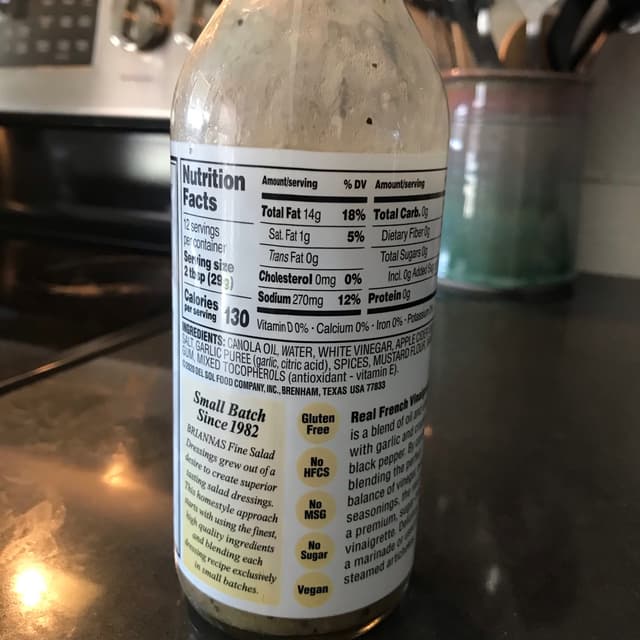 Nutrition
Facts
12 servings
per container
Serving size
2 tbsp (29g)
Calories
per serving 130
Amount/serving % DV
Total Fat 14g 18%
Sat. Fat 1g 5%
Trans Fat 0g
Cholesterol 0mg 0%
Sodium 270mg 12%
Amount/serving
Total Carb. 0g
Dietary Fiber 0g
Total Sugars 0g
Incl. 0g Added
Protein 0g
Vitamin D 0% · Calcium 0% · Iron 0% ·
INGREDIENTS: CANOLA OIL, WATER, WHITE VINEGAR, APPLE
SALT, GARLIC PUREE (garlic, citric acid), SPICES, MUSTARD
GUM, MIXED TOCOPHEROLS (antioxidant - vitamin E).
DEL SOL FOOD COMPANY, INC., BRENHAM, TEXAS USA 77833
Small Batch
Since 1982
BRIANNAS Fine Salad
Dressings grew out of a
desire to create superior
tasting salad dressings.
This homestyle approach
starts with using the finest,
high quality ingredients
and blending each
dressing recipe exclusively
in small batches.
Gluten
Free
No
HFCS
No
MSG
No
Sugar
Vegan
Real French
is a blend of oil and
with garlic and
black pepper. By
blending the
balance of
seasonings,
a premium,
vinaigrette.
a marinade
steamed